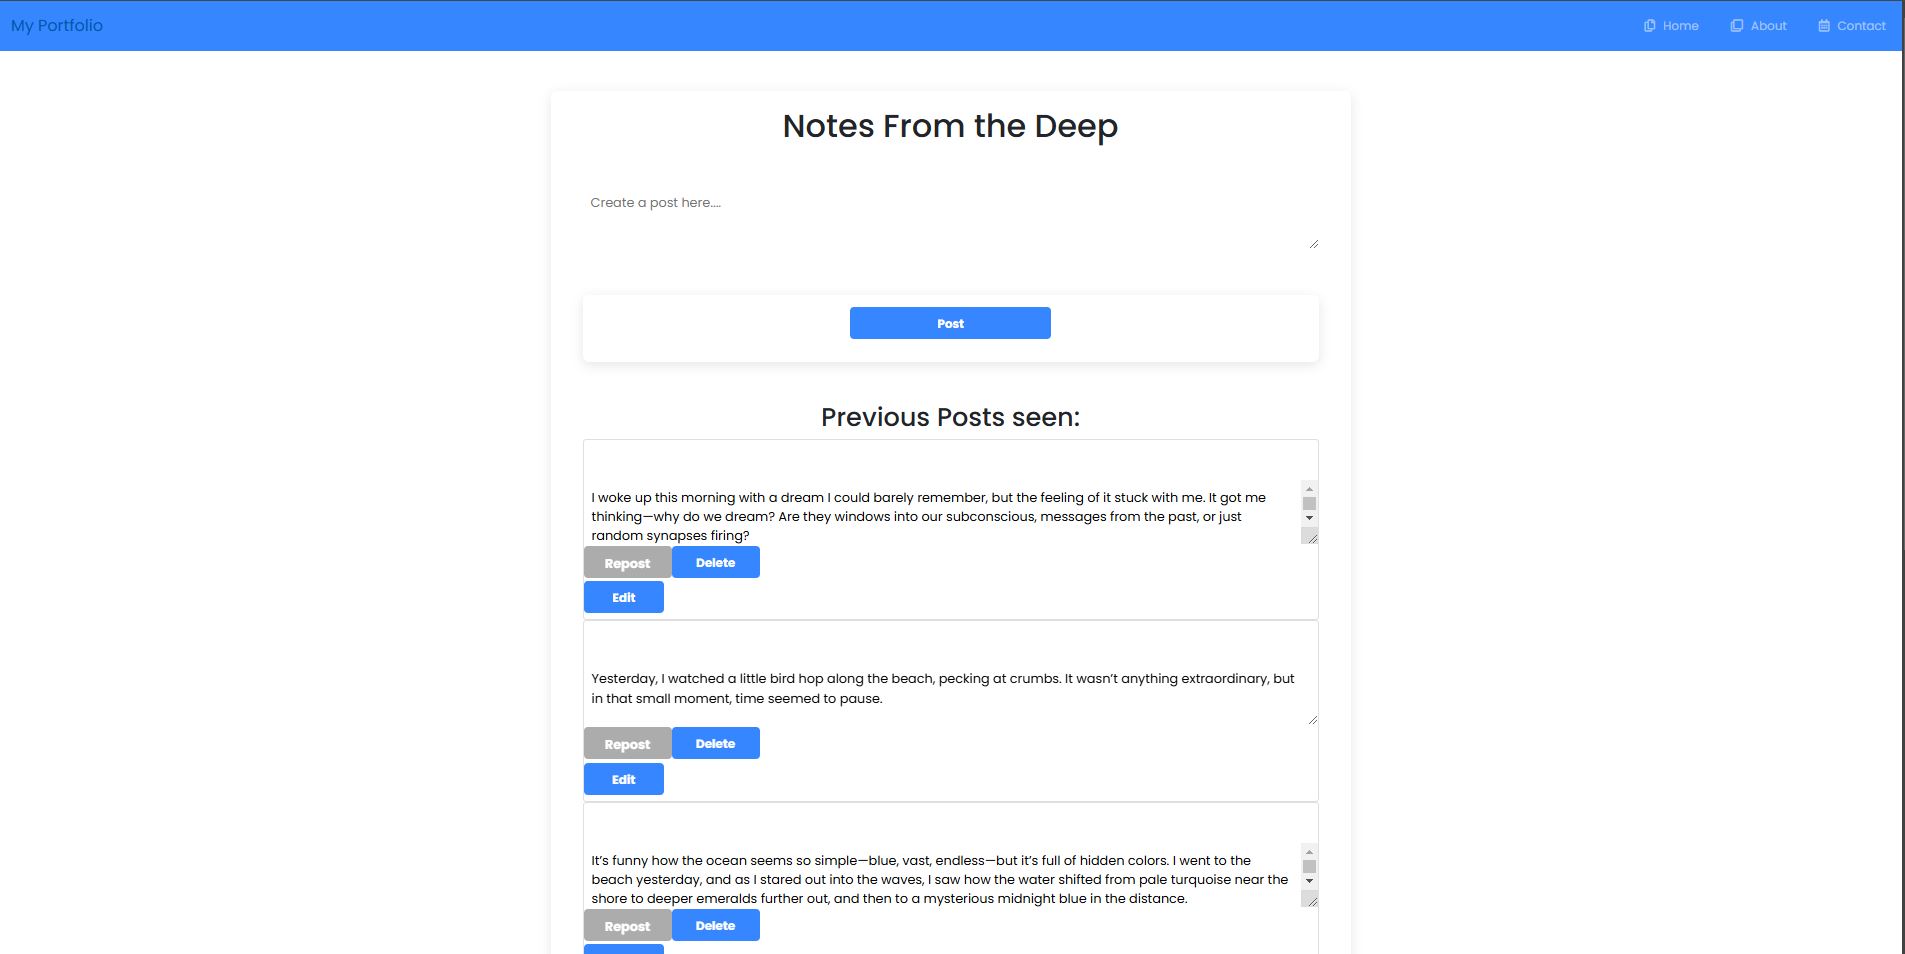 My Portfolio
Home
About
Contact
Notes From the Deep
Create a post here....
Post
Previous Posts seen:
I woke up this morning with a dream I could barely remember, but the feeling of it stuck with me. It got me
thinking—why do we dream? Are they windows into our subconscious, messages from the past, or just
random synapses firing?
Repost
Delete
Edit
Yesterday, I watched a little bird hop along the beach, pecking at crumbs. It wasn’t anything extraordinary, but
in that small moment, time seemed to pause.
Repost
Delete
Edit
It’s funny how the ocean seems so simple—blue, vast, endless—but it’s full of hidden colors. I went to the
beach yesterday, and as I stared out into the waves, I saw how the water shifted from pale turquoise near the
shore to deeper emeralds further out, and then to a mysterious midnight blue in the distance.
Repost
Delete